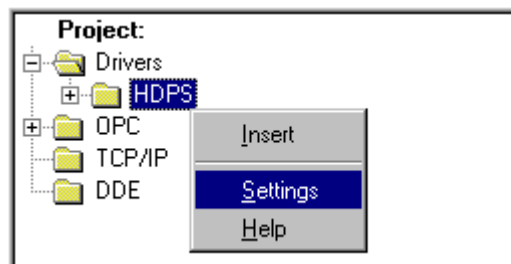 Project:
Drivers
HDPS
OPC
Insert
TCP/IP
DDE
Settings
Help